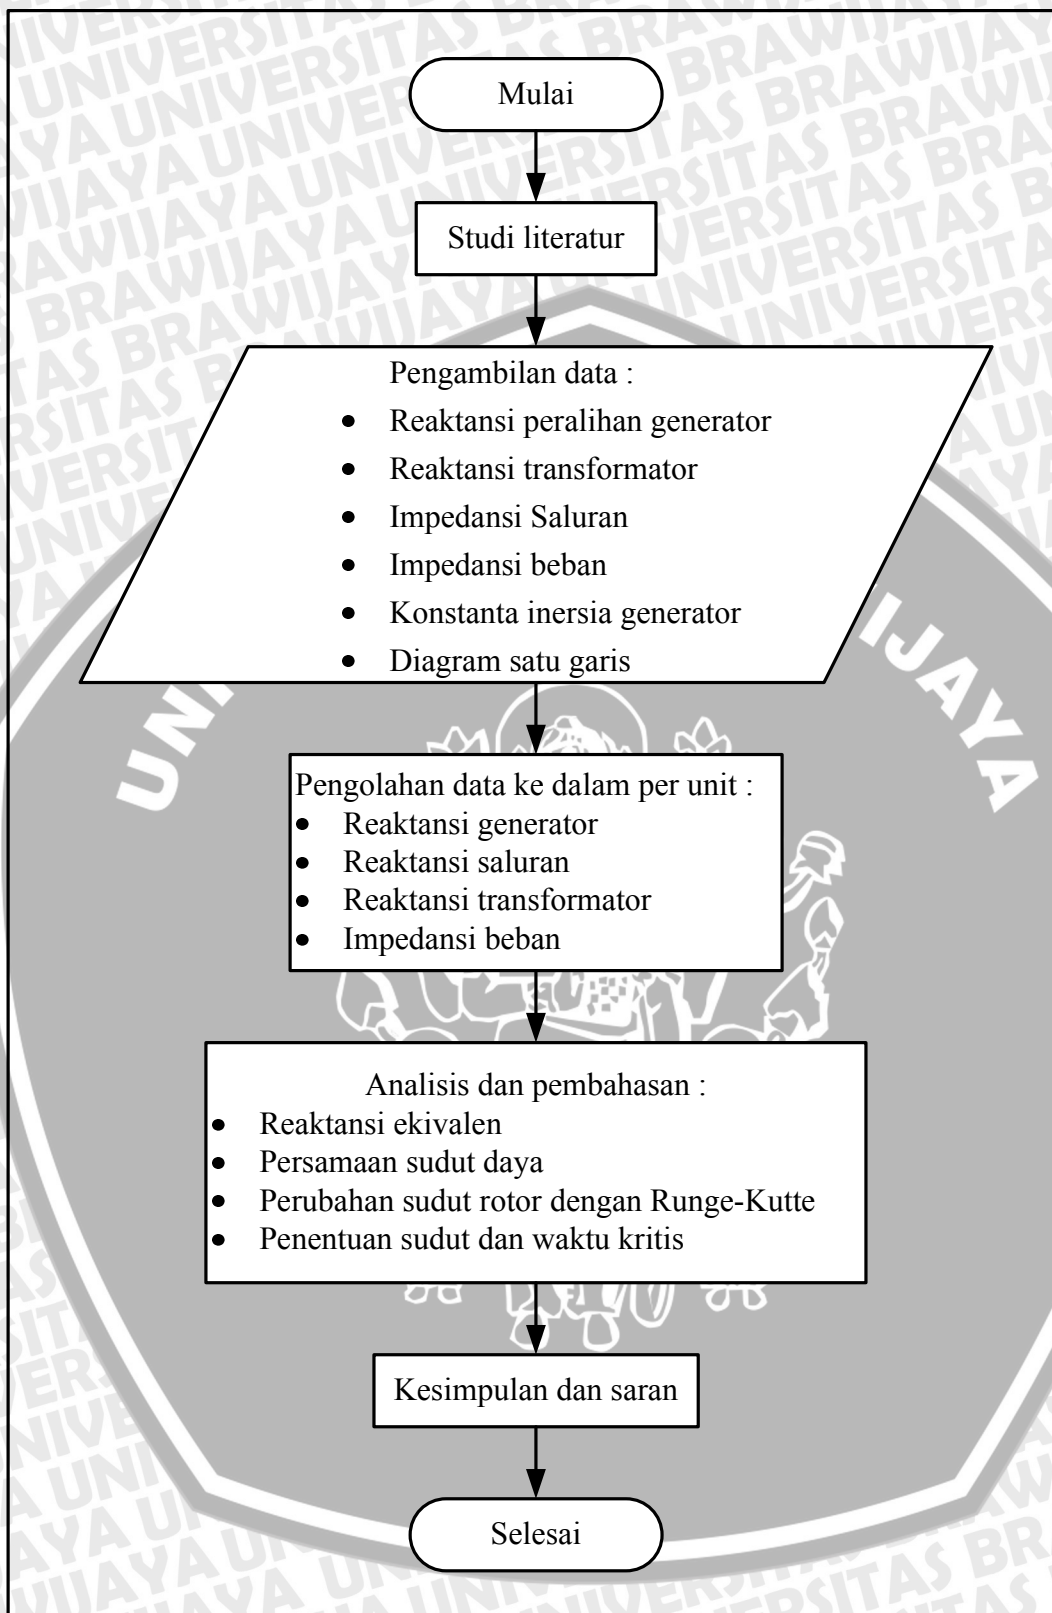 Mulai
Studi literatur
Pengambilan data :
• Reaktansi peralihan generator
• Reaktansi transformator
• Impedansi Saluran
• Impedansi beban
• Konstanta inersia generator
• Diagram satu garis
Pengolahan data ke dalam per unit :
• Reaktansi generator
• Reaktansi saluran
• Reaktansi transformator
• Impedansi beban
Analisis dan pembahasan :
• Reaktansi ekivalen
• Persamaan sudut daya
• Perubahan sudut rotor dengan Runge-Kutte
• Penentuan sudut dan waktu kritis
Kesimpulan dan saran
Selesai